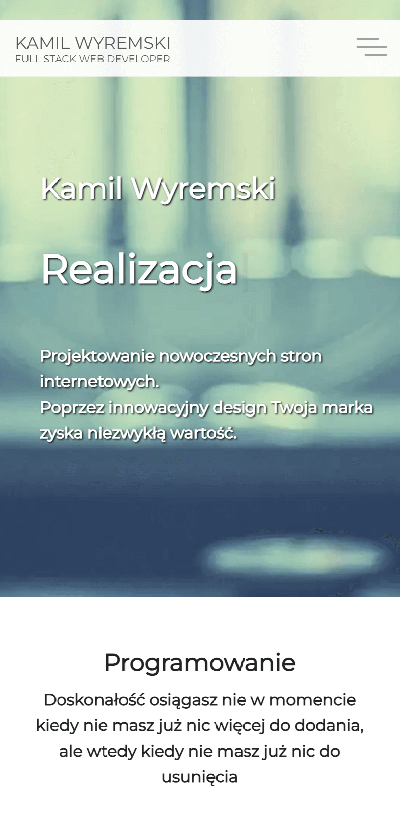 KAMIL WYREMSKI
FULL STACK WEB DEVELOPER
Kamil Wyremski
Realizacja
Projektowanie nowoczesnych stron
internetowych.
Poprzez innowacyjny design Twoja marka
zyska niezwykłą wartość.
Programowanie
Doskonałość osiągasz nie w momencie
kiedy nie masz już nic więcej do dodania,
ale wtedy kiedy nie masz już nic do
usunięcia